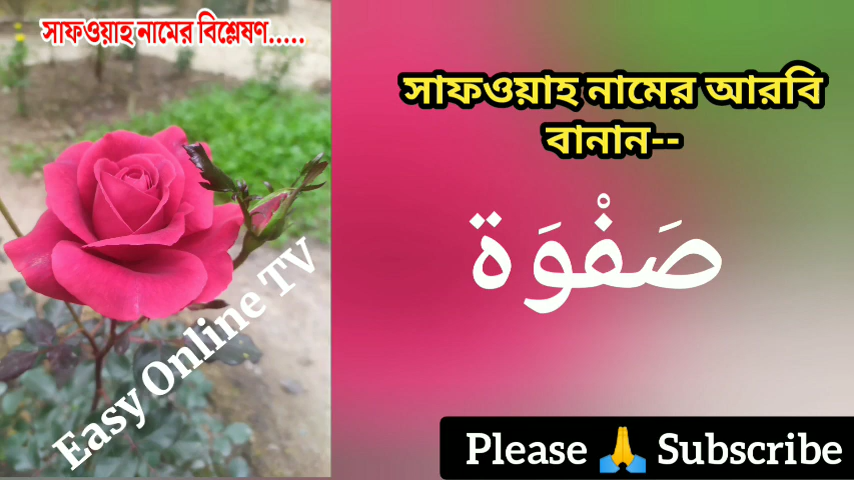 সাফওয়াহ নামের বিশ্লেষণ.....
সাফওয়াহ নামের আরবি
বানান--
صَفْوَة
Easy Online TV
Please 🙏 Subscribe